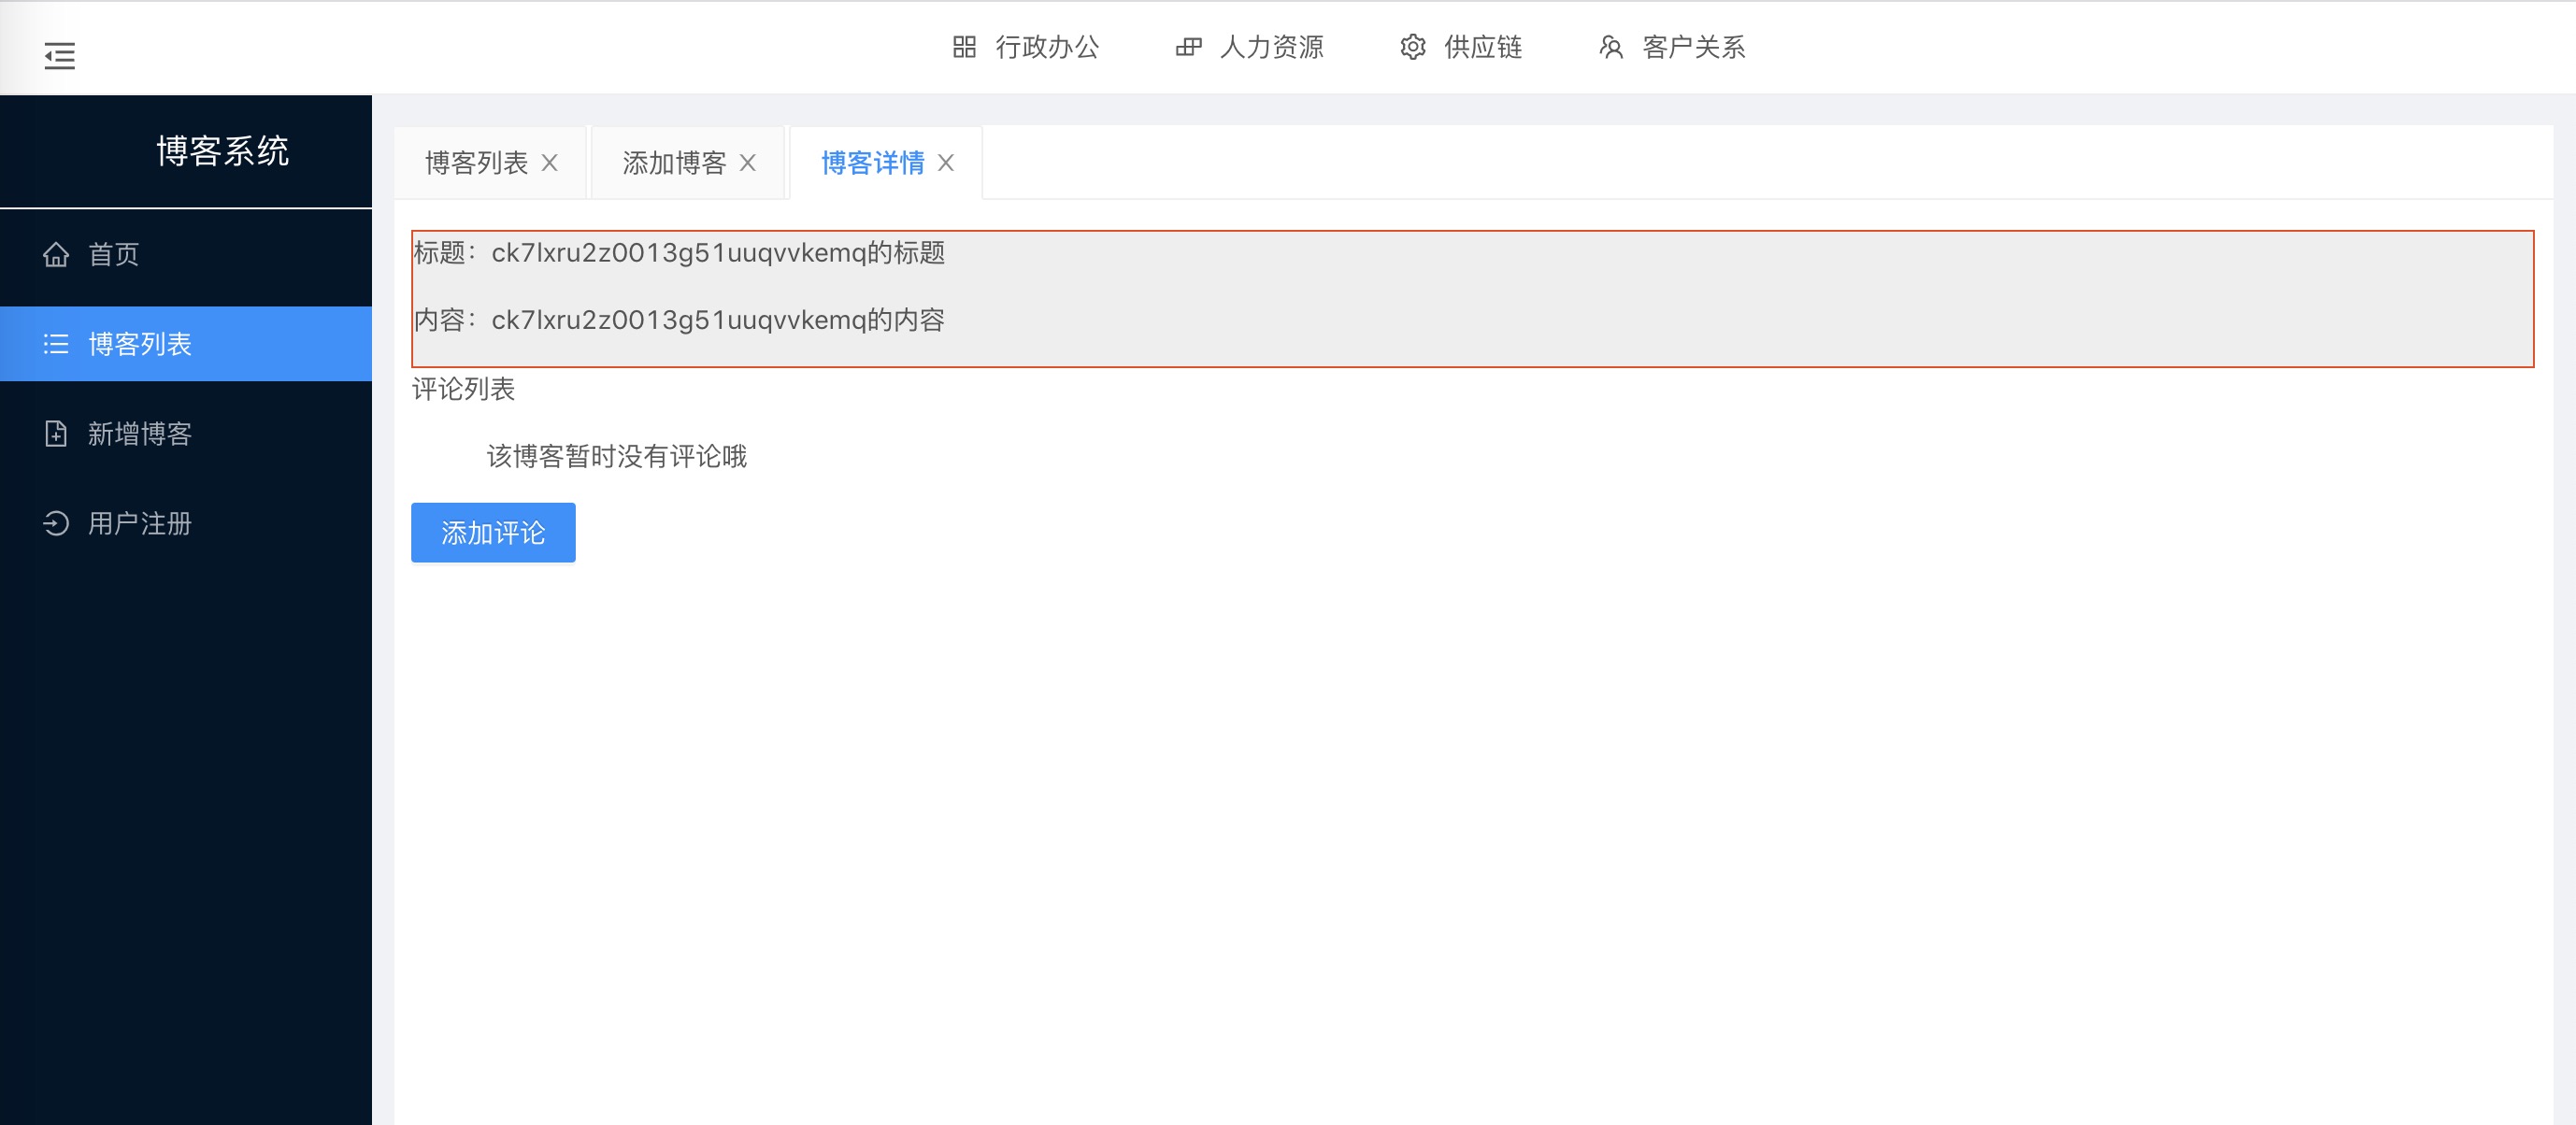 行政办公 人力资源 供应链 客户关系
博客系统
首页
博客列表
新增博客
用户注册
博客列表 X 添加博客 X 博客详情 X
标题：ck7lxru2z0013g51uuqvvkemq的标题
内容：ck7lxru2z0013g51uuqvvkemq的内容
评论列表
该博客暂时没有评论哦
添加评论